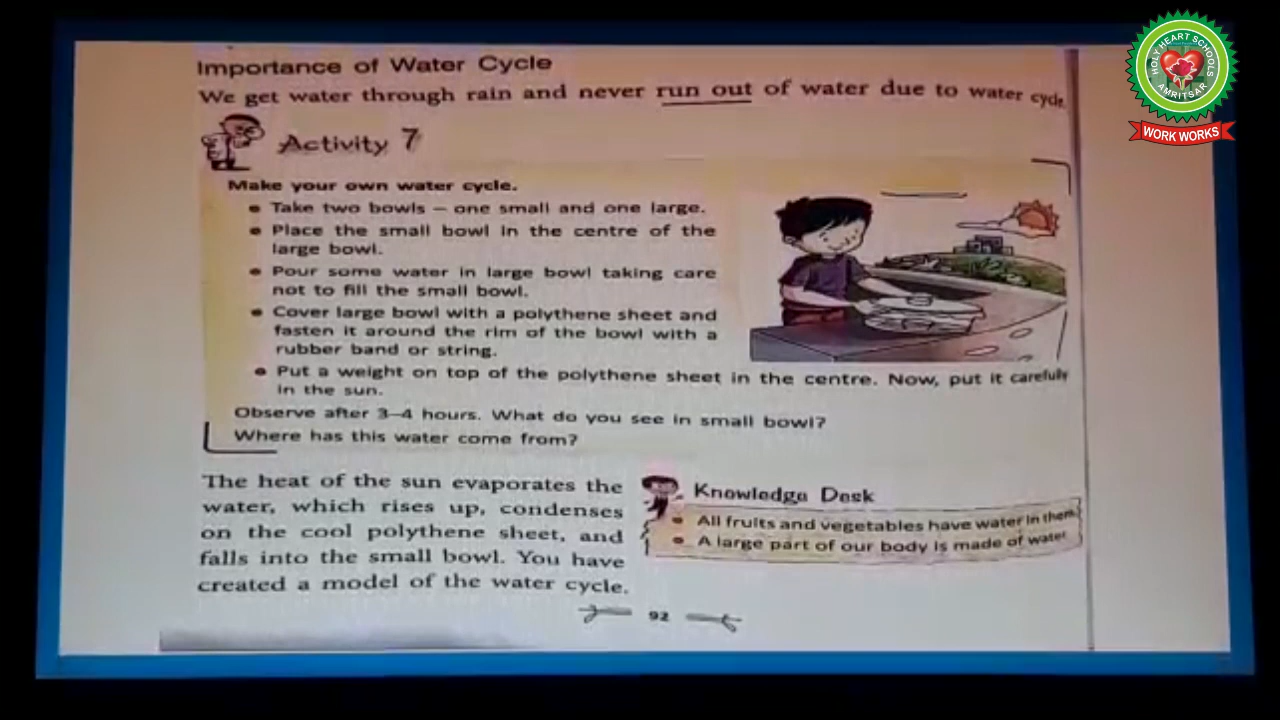 Importance of Water Cycle
We get water through rain and never run out of water due to water cycle
Activity 7
Make your own water cycle.
• Take two bowls – one small and one large.
• Place the small bowl in the centre of the
large bowl.
• Pour some water in large bowl taking care
not to fill the small bowl.
• Cover large bowl with a polythene sheet and
fasten it around the rim of the bowl with a
rubber band or string.
• Put a weight on top of the polythene sheet in the centre. Now, put it carefully
in the sun.
Observe after 3–4 hours. What do you see in small bowl?
Where has this water come from?
The heat of the sun evaporates the
water, which rises up, condenses
on the cool polythene sheet, and
falls into the small bowl. You have
created a model of the water cycle.
Knowledge Desk
• All fruits and vegetables have water in them
• A large part of our body is made of water
92
HOLY HEART SCHOOLS
AMRITSAR
WORK WORKS